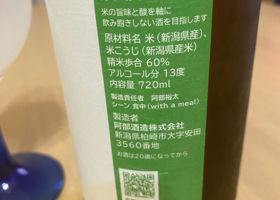 米の旨味と酸を軸に
飲み飽きしない酒を目指します
原材料名 米(新潟県産)、
米こうじ(新潟県産米)
精米歩合 60%
アルコール分 13度
内容量 720ml
製造責任者 阿部裕太
シーン 食中(with a meal)
製造者
阿部酒造株式会社
新潟県柏崎市大字安田
3560番地
お酒は20歳になってから